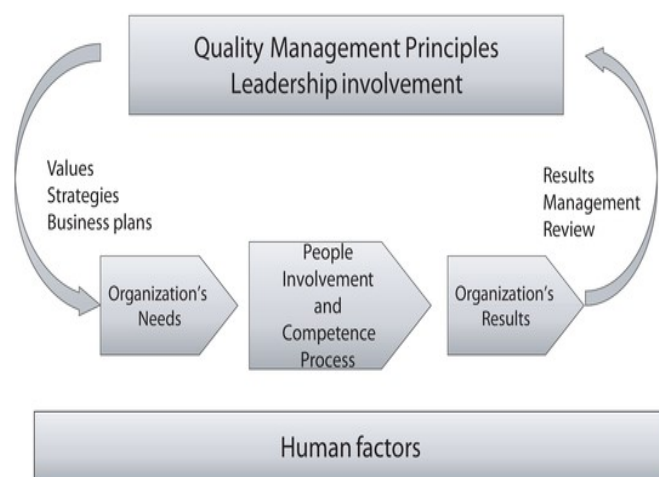 Quality Management Principles
Leadership involvement
Values
Strategies
Business plans
Results
Management
Review
Organization's
Needs
People
Involvement
and
Competence
Process
Organization's
Results
Human factors